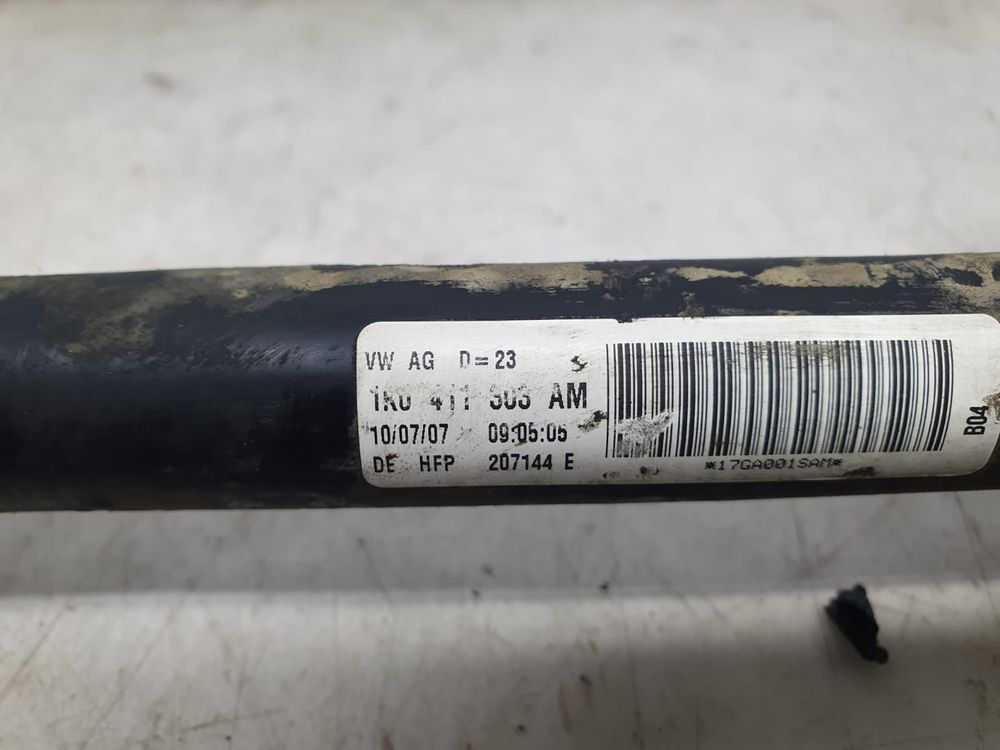 VW AG D=23
1K0 411 303 AM
10/07/07 09:05:05
DE HFP 207144 E
*17GA001SAM*
B04